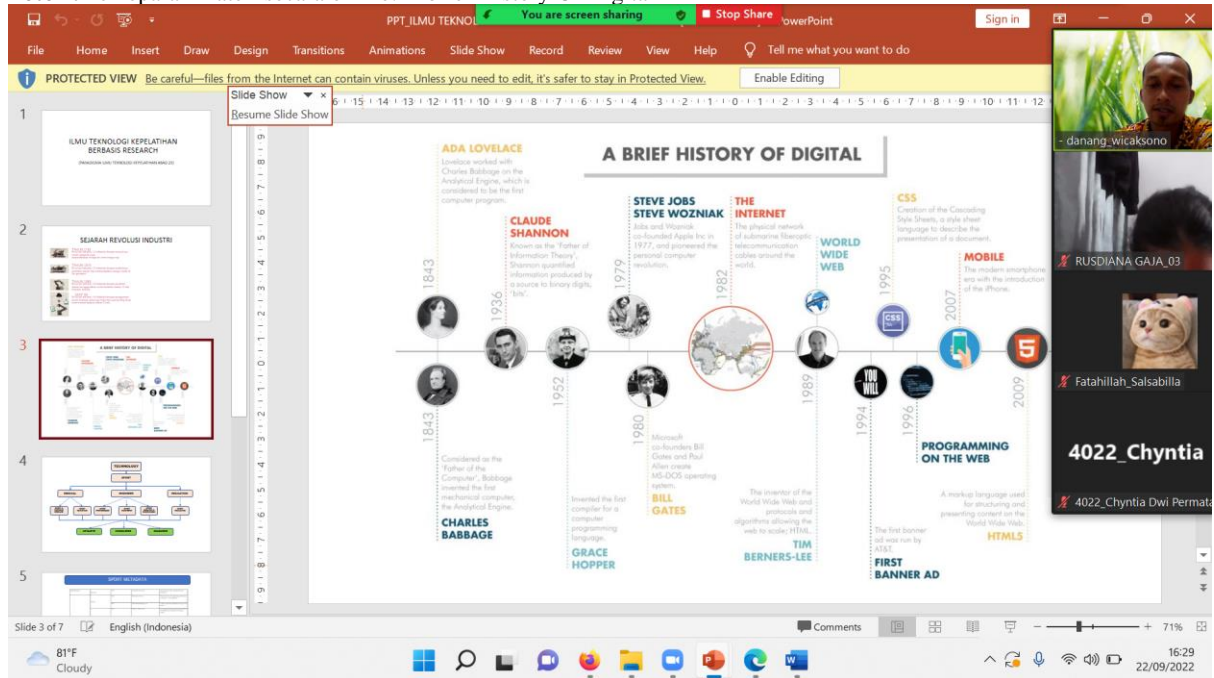 PPT_ILMU TEKNOL
You are screen sharing
Stop Share
owerPoint
Sign in
File Home Insert Draw Design Transitions Animations Slide Show Record Review View Help Tell me what you want to do
PROTECTED VIEW Be careful—files from the Internet can contain viruses. Unless you need to edit, it's safer to stay in Protected View. Enable Editing
Slide Show
Resume Slide Show
1
ILMU TEKNOLOGI KEPELATIHAN
BERBASIS RESEARCH
2
SEJARAH REVOLUSI INDUSTRI
3
4
TECHNOLOGY
5
SPORT METADATA
A BRIEF HISTORY OF DIGITAL
ADA LOVELACE
Lovelace worked with
Charles Babbage on the
Analytical Engine, which is
considered to be the first
computer program.
1843
CLAUDE
SHANNON
Known as the 'Father of
Information Theory',
Shannon quantified
information produced by
a source to binary digits,
'bits'.
1936
STEVE JOBS
STEVE WOZNIAK
Jobs and Wozniak
co-founded Apple Inc in
1977, and pioneered the
personal computer
revolution.
1979
THE
INTERNET
The physical network
of submarine fiberoptic
telecommunication
cables around the
world.
1982
WORLD
WIDE
WEB
CSS
Creation of the Cascading
Style Sheets, a style sheet
language to describe the
presentation of a document.
1995
CSS
MOBILE
The modern smartphone
era with the introduction
of the iPhone.
2007
5
1843
Considered as the
'Father of the
Computer', Babbage
invented the first
mechanical computer,
the Analytical Engine.
CHARLES
BABBAGE
1952
Invented the first
compiler for a
computer
programming
language.
GRACE
HOPPER
1980
Microsoft
co-founders Bill
Gates and Paul
Allen create
MS-DOS operating
system.
BILL
GATES
1989
The inventor of the
World Wide Web and
protocols and
algorithms allowing the
web to scale; HTML.
TIM
BERNERS-LEE
YOU
WILL
1994
The first banner
ad was run by
AT&T.
FIRST
BANNER AD
1996
PROGRAMMING
ON THE WEB
2009
A markup language used
for structuring and
presenting content on the
World Wide Web.
HTML5
- danang_wicaksono
RUSDIANA GAJA_03
Fatahillah_Salsabilla
4022_Chyntia
4022_Chyntia Dwi Permata
Slide 3 of 7 English (Indonesia)
Comments
71%
81°F
Cloudy
16:29
22/09/2022